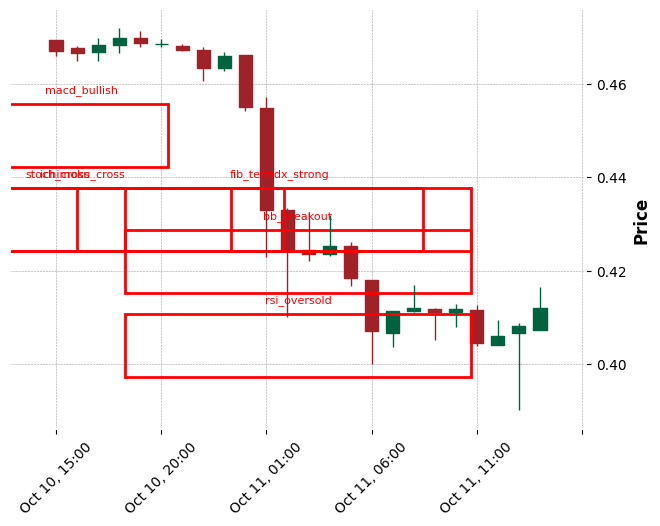 macd_bullish
ichimoku_cross
bb_breakout
rsi_oversold
0.46
0.44
0.42
0.40
Price
Oct 10, 15:00
Oct 10, 20:00
Oct 11, 01:00
Oct 11, 06:00
Oct 11, 11:00